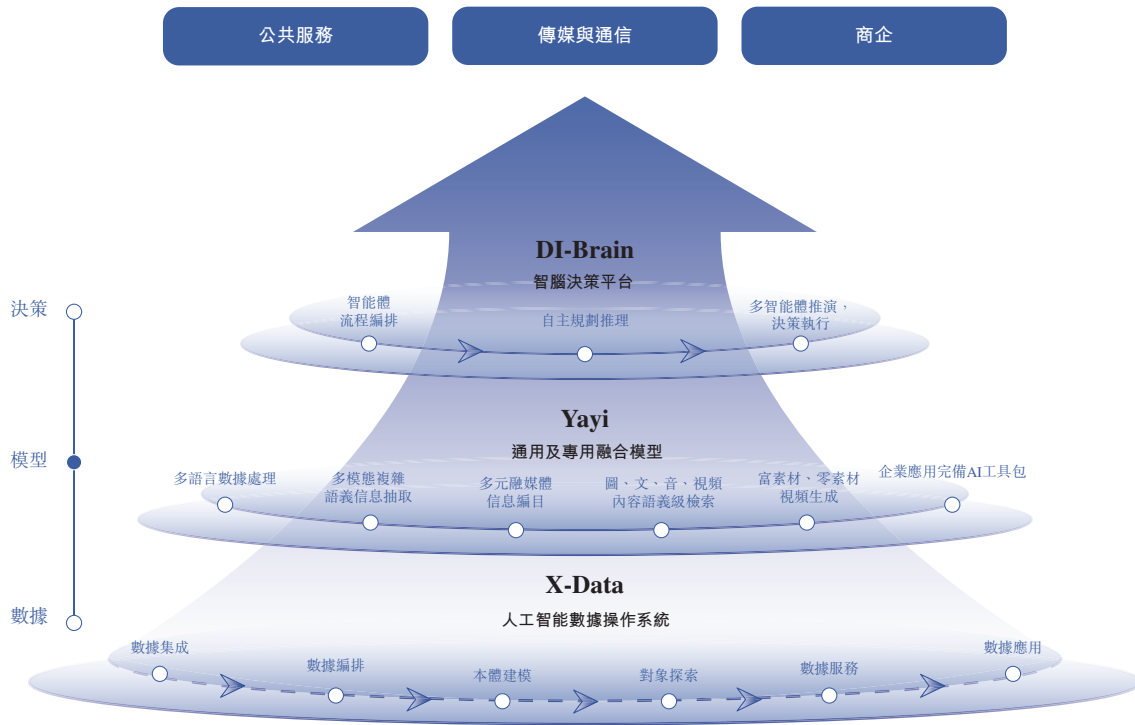 公共服務
傳媒與通信
商企
DI-Brain
智腦決策平台
決策
智能體
流程編排
自主規劃推理
多智能體推演，
決策執行
Yayi
通用及專用融合模型
模型
多語言數據處理
多模態複雜
語義信息抽取
多元融媒體
信息編目
圖、文、音、視頻
內容語義級檢索
富素材、零素材
視頻生成
企業應用完備AI工具包
X-Data
人工智能數據操作系統
數據
數據集成
數據編排
本體建模
對象探索
數據服務
數據應用